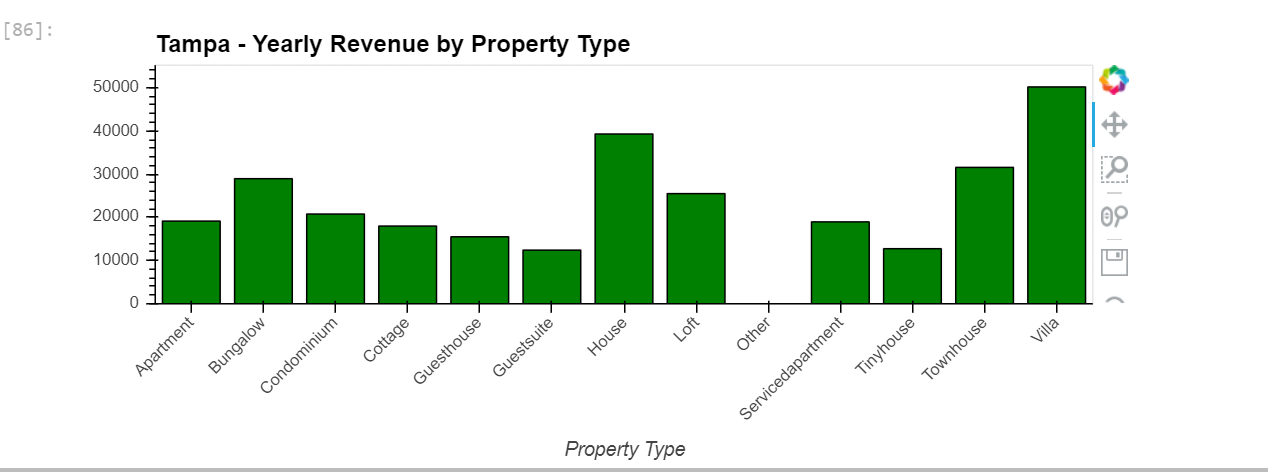 [86]:
Tampa - Yearly Revenue by Property Type
50000
40000
30000
20000
10000
0
Apartment
Bungalow
Condominium
Cottage
Guesthouse
Guestsuite
House
Loft
Other
Servicedapartment
Tinyhouse
Townhouse
Villa
Property Type